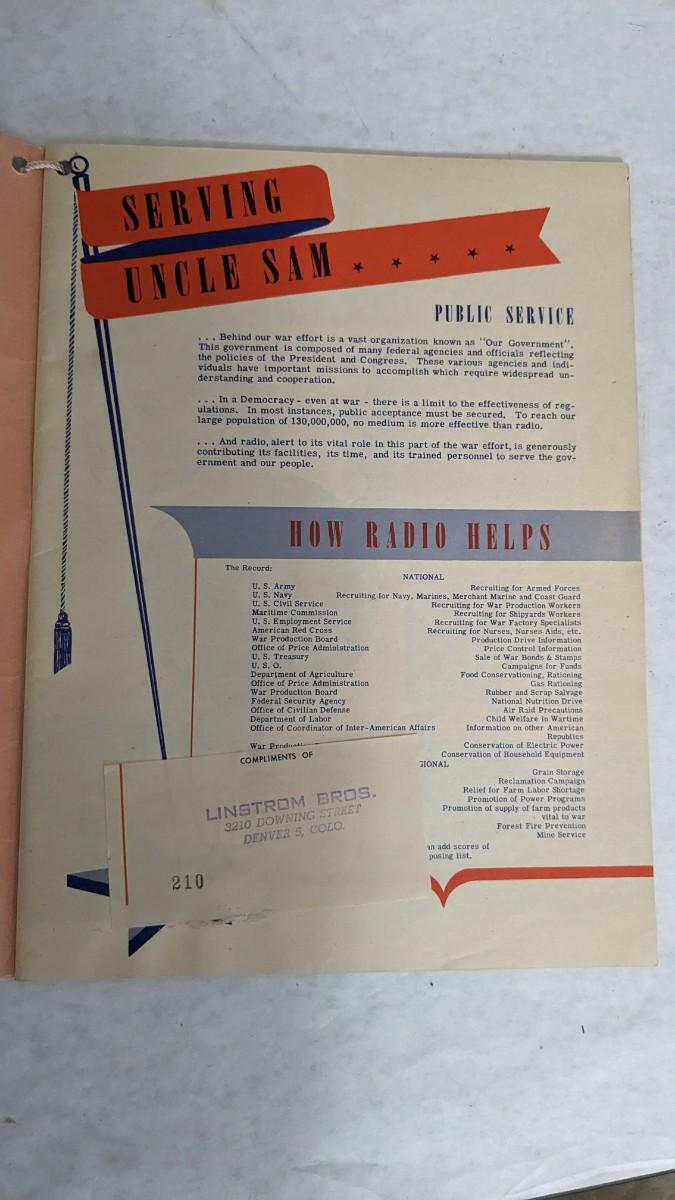 SERVING
UNCLE SAM
PUBLIC SERVICE
. . . Behind our war effort is a vast organization known as "Our Government".
This government is composed of many federal agencies and officials reflecting
the policies of the President and Congress. These various agencies and indi-
viduals have important missions to accomplish which require widespread un-
derstanding and cooperation.
. . . In a Democracy - even at war - there is a limit to the effectiveness of reg-
ulations. In most instances, public acceptance must be secured. To reach our
large population of 130,000,000, no medium is more effective than radio.
. . . And radio, alert to its vital role in this part of the war effort, is generously
contributing its facilities, its time, and its trained personnel to serve the gov-
ernment and our people.
HOW RADIO HELPS
The Record:
NATIONAL
U. S. Army Recruiting for Armed Forces
U. S. Navy Recruiting for Navy, Marines, Merchant Marine and Coast Guard
U. S. Civil Service Recruiting for War Production Workers
Maritime Commission Recruiting for Shipyards Workers
U. S. Employment Service Recruiting for War Factory Specialists
American Red Cross Recruiting for Nurses, Nurses Aids, etc.
War Production Board Production Drive Information
Office of Price Administration Price Control Information
U. S. Treasury Sale of War Bonds & Stamps
U. S. O. Campaigns for Funds
Department of Agriculture Food Conservationing, Rationing
Office of Price Administration Gas Rationing
War Production Board Rubber and Scrap Salvage
Federal Security Agency National Nutrition Drive
Office of Civilian Defense Air Raid Precautions
Department of Labor Child Welfare in Wartime
Office of Coordinator of Inter-American Affairs Information on other American
Republics
War Conservation of Electric Power
Conservation of Household Equipment
GIONAL
Grain Storage
Reclamation Campaign
Relief for Farm Labor Shortage
Promotion of Power Programs
Promotion of supply of farm products
vital to war
Forest Fire Prevention
Mine Service
an add scores of
posing list.
COMPLIMENTS OF
LINSTROM BROS.
3210 DOWNING STREET
DENVER 5, COLO.
210